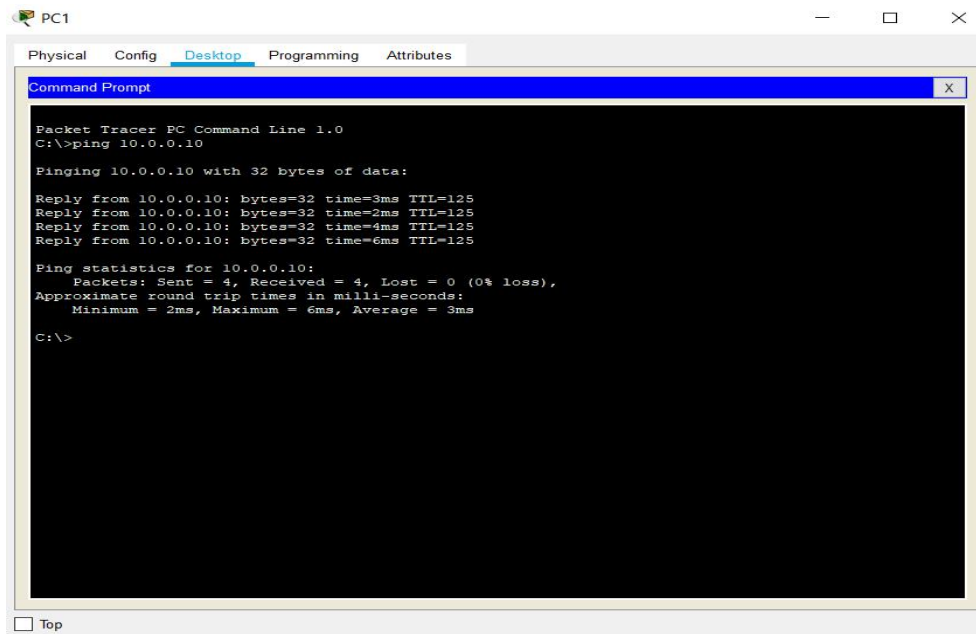 PC1
Physical Config Desktop Programming Attributes
Command Prompt
X
Packet Tracer PC Command Line 1.0
C:\>ping 10.0.0.10
Pinging 10.0.0.10 with 32 bytes of data:
Reply from 10.0.0.10: bytes=32 time=3ms TTL=125
Reply from 10.0.0.10: bytes=32 time=2ms TTL=125
Reply from 10.0.0.10: bytes=32 time=4ms TTL=125
Reply from 10.0.0.10: bytes=32 time=6ms TTL=125
Ping statistics for 10.0.0.10:
Packets: Sent = 4, Received = 4, Lost = 0 (0% loss),
Approximate round trip times in milli-seconds:
Minimum = 2ms, Maximum = 6ms, Average = 3ms
C:\>
Top